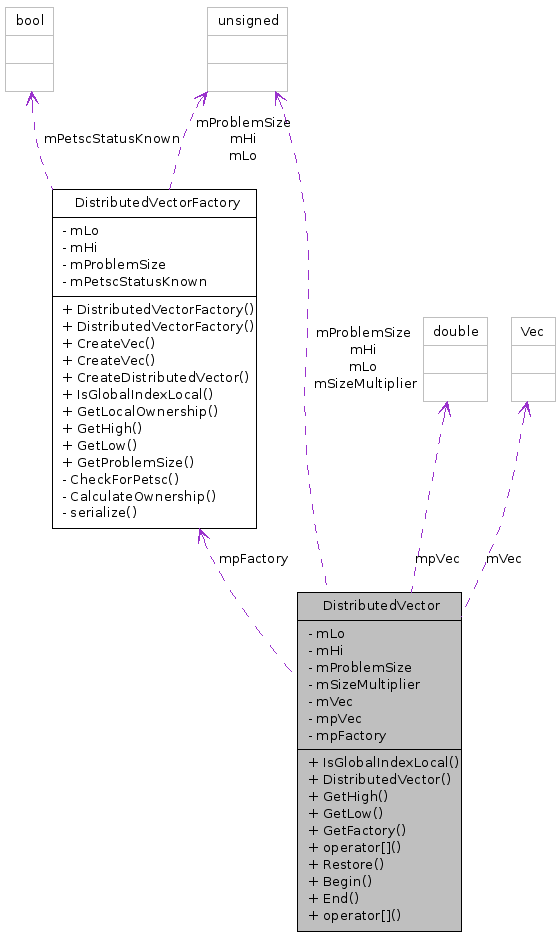 bool
unsigned
mPetscStatusKnown
mProblemSize
mHi
mLo
DistributedVectorFactory
- mLo
- mHi
- mProblemSize
- mPetscStatusKnown
+ DistributedVectorFactory()
+ DistributedVectorFactory()
+ CreateVec()
+ CreateVec()
+ CreateDistributedVector()
+ IsGlobalIndexLocal()
+ GetLocalOwnership()
+ GetHigh()
+ GetLow()
+ GetProblemSize()
- CheckForPetsc()
- CalculateOwnership()
- serialize()
mProblemSize
mHi
mLo
mSizeMultiplier
double
Vec
mpFactory
mpVec
mVec
DistributedVector
- mLo
- mHi
- mProblemSize
- mSizeMultiplier
- mVec
- mpVec
- mpFactory
+ IsGlobalIndexLocal()
+ DistributedVector()
+ GetHigh()
+ GetLow()
+ GetFactory()
+ operator[]()
+ Restore()
+ Begin()
+ End()
+ operator[]()